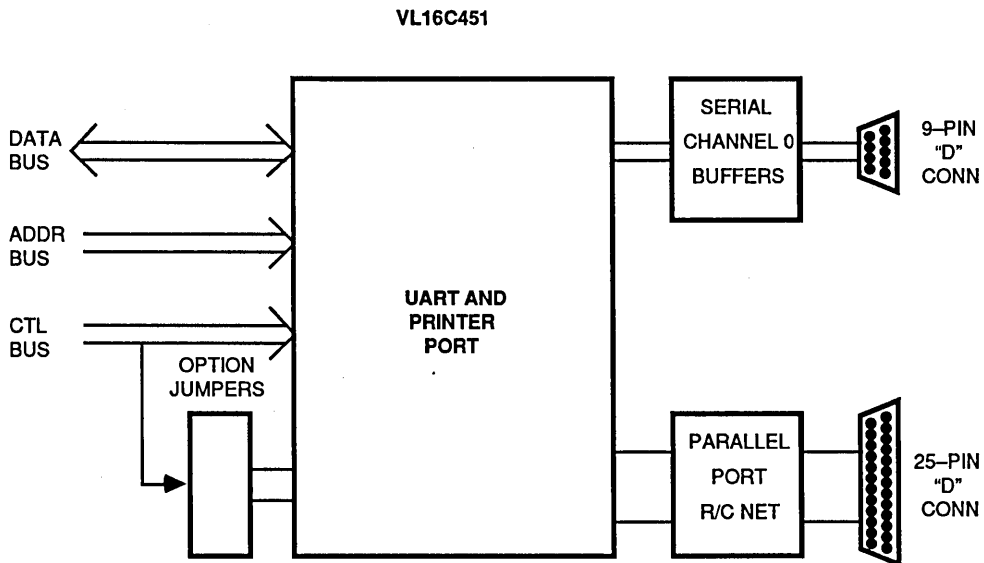 VL16C451
DATA
BUS
ADDR
BUS
CTL
BUS
OPTION
JUMPERS
UART AND
PRINTER
PORT
SERIAL
CHANNEL 0
BUFFERS
9–PIN
“D”
CONN
PARALLEL
PORT
R/C NET
25–PIN
“D”
CONN